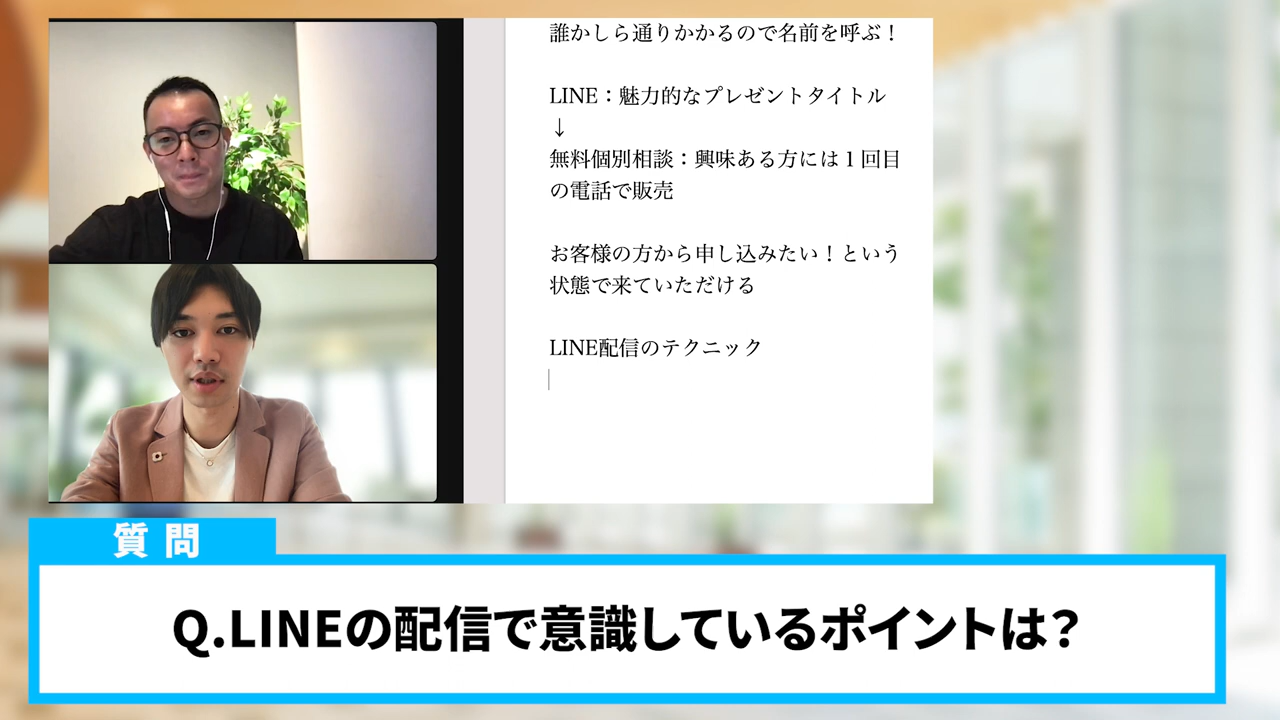 誰かしら通りかかるので名前を呼ぶ！
LINE：魅力的なプレゼントタイトル
↓
無料個別相談：興味ある方には１回目
の電話で販売
お客様の方から申し込みたい！という
状態で来ていただける
LINE配信のテクニック
質問
Q.LINEの配信で意識しているポイントは？